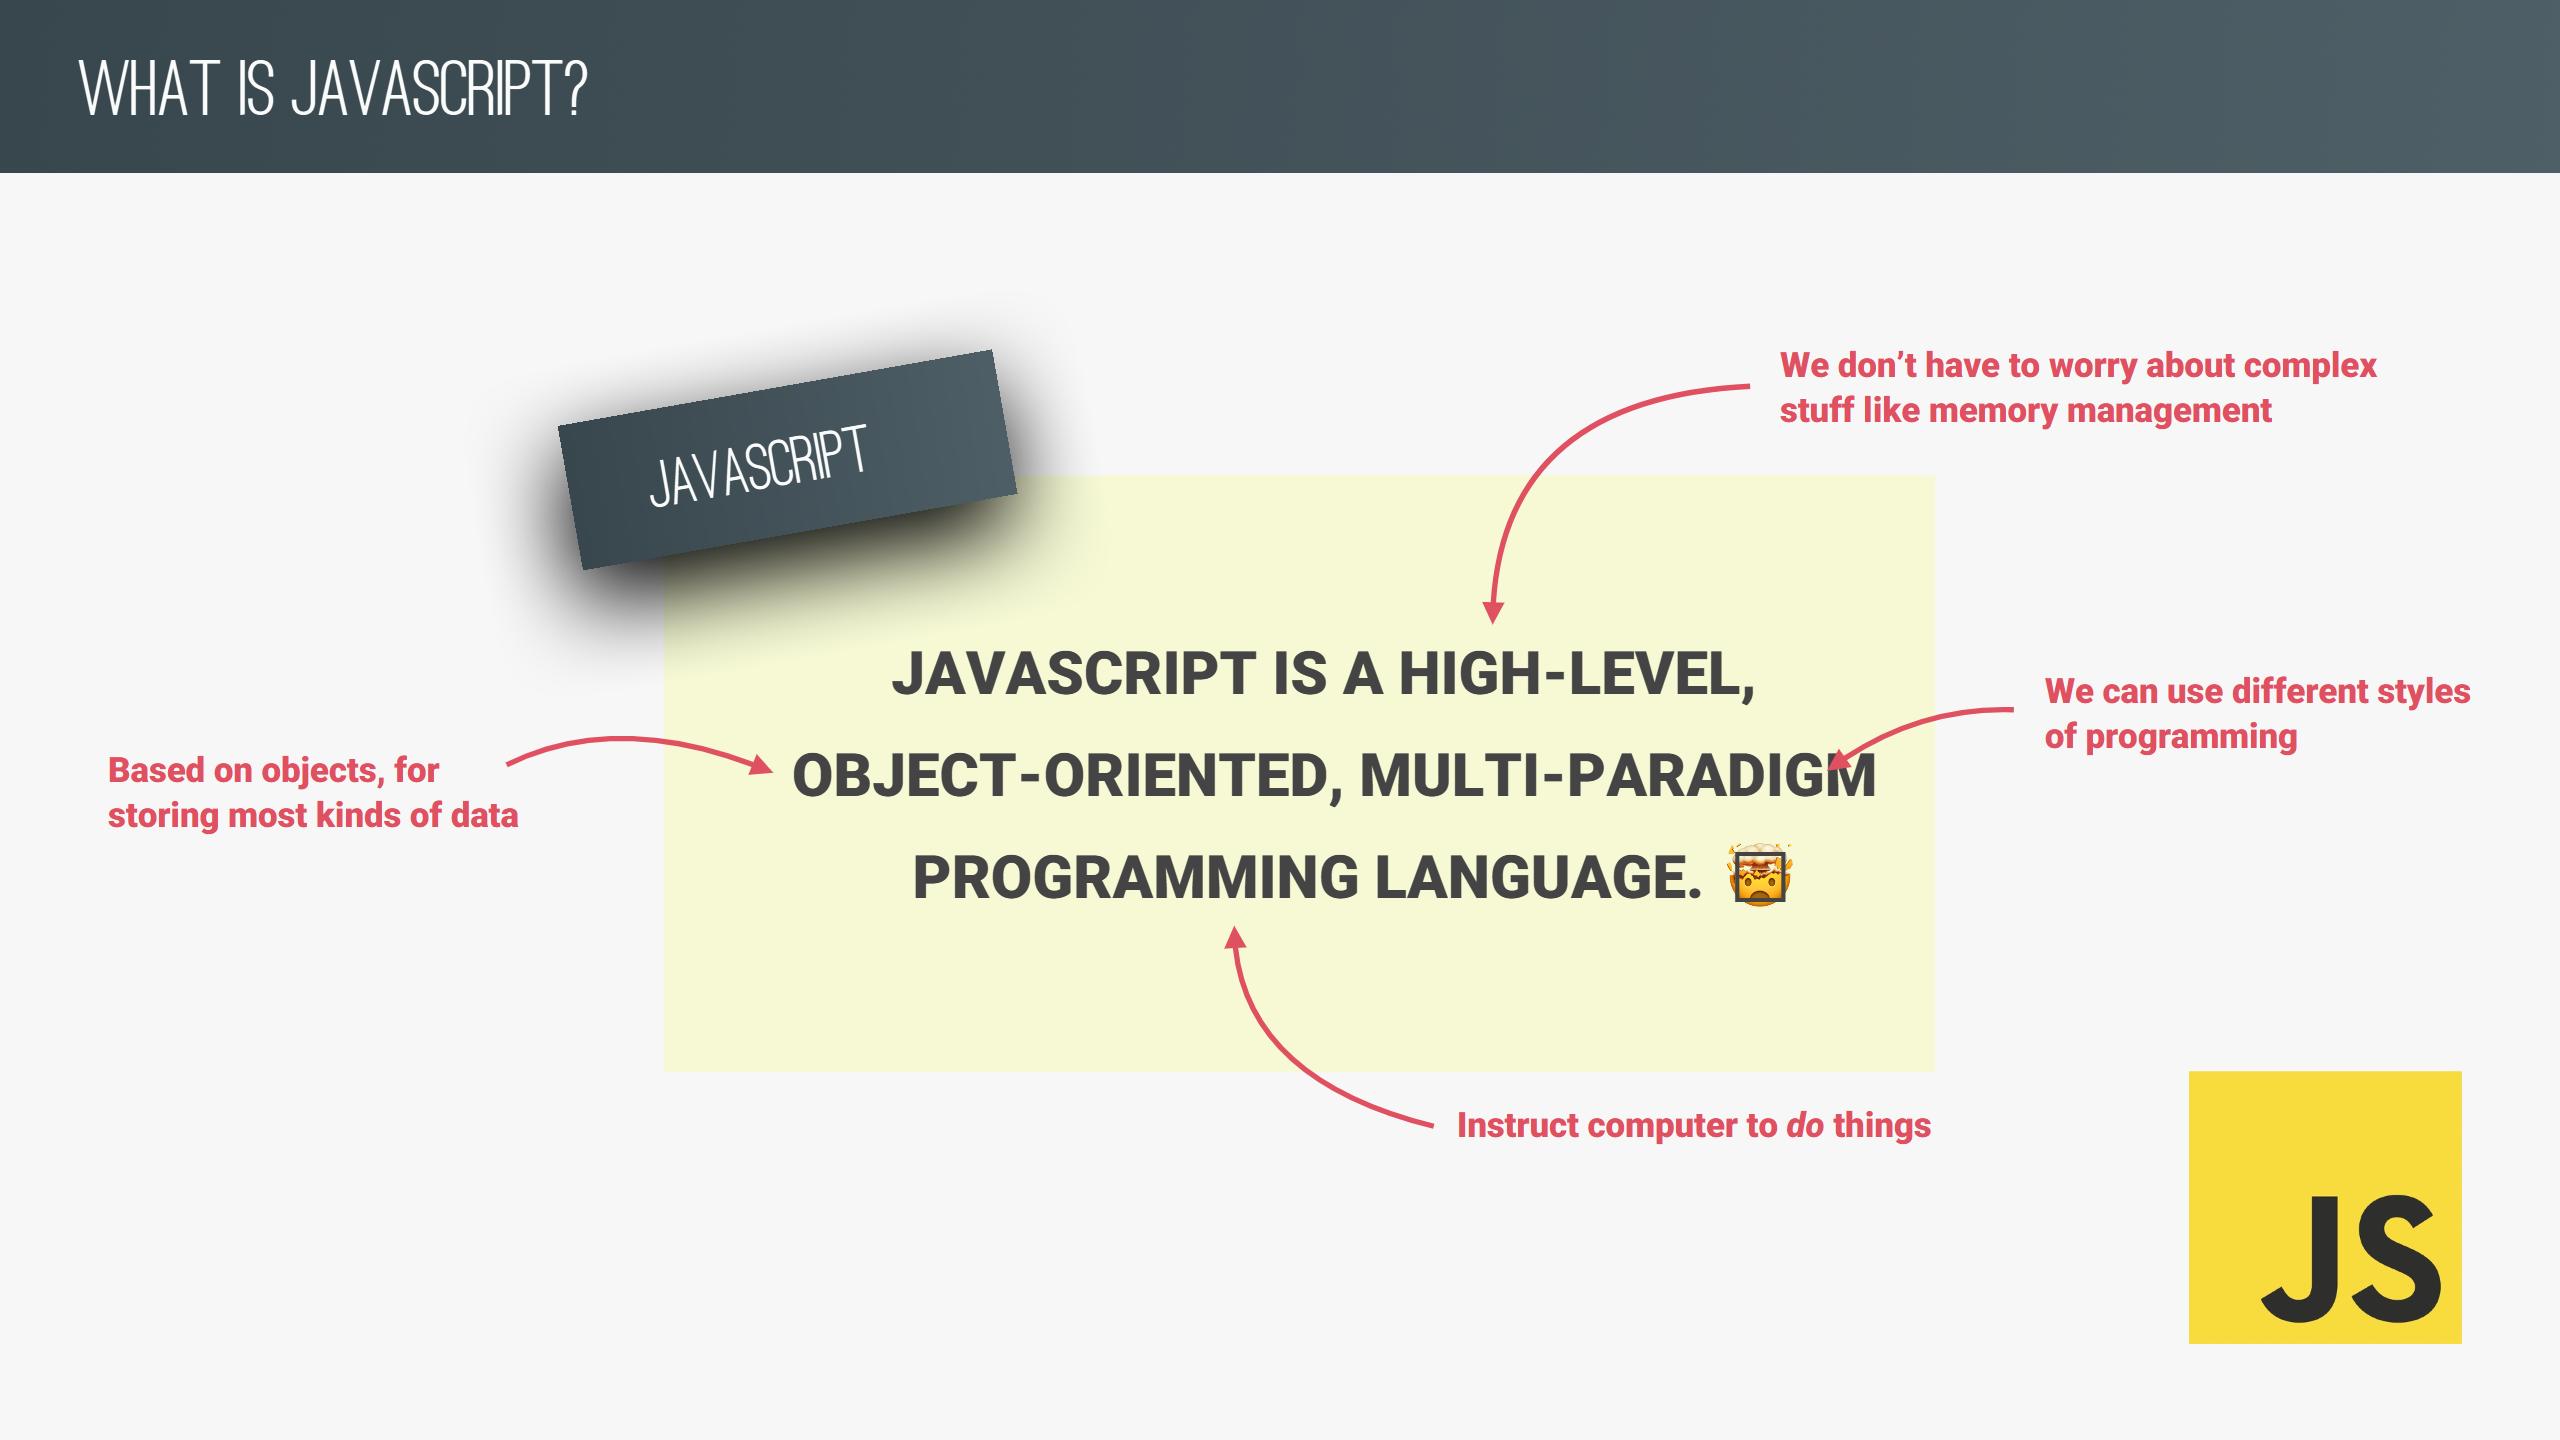 WHAT IS JAVASCRIPT?
JAVASCRIPT
We don’t have to worry about complex
stuff like memory management
JAVASCRIPT IS A HIGH-LEVEL,
OBJECT-ORIENTED, MULTI-PARADIGM
PROGRAMMING LANGUAGE. 🤯
We can use different styles
of programming
Based on objects, for
storing most kinds of data
Instruct computer to do things
JS